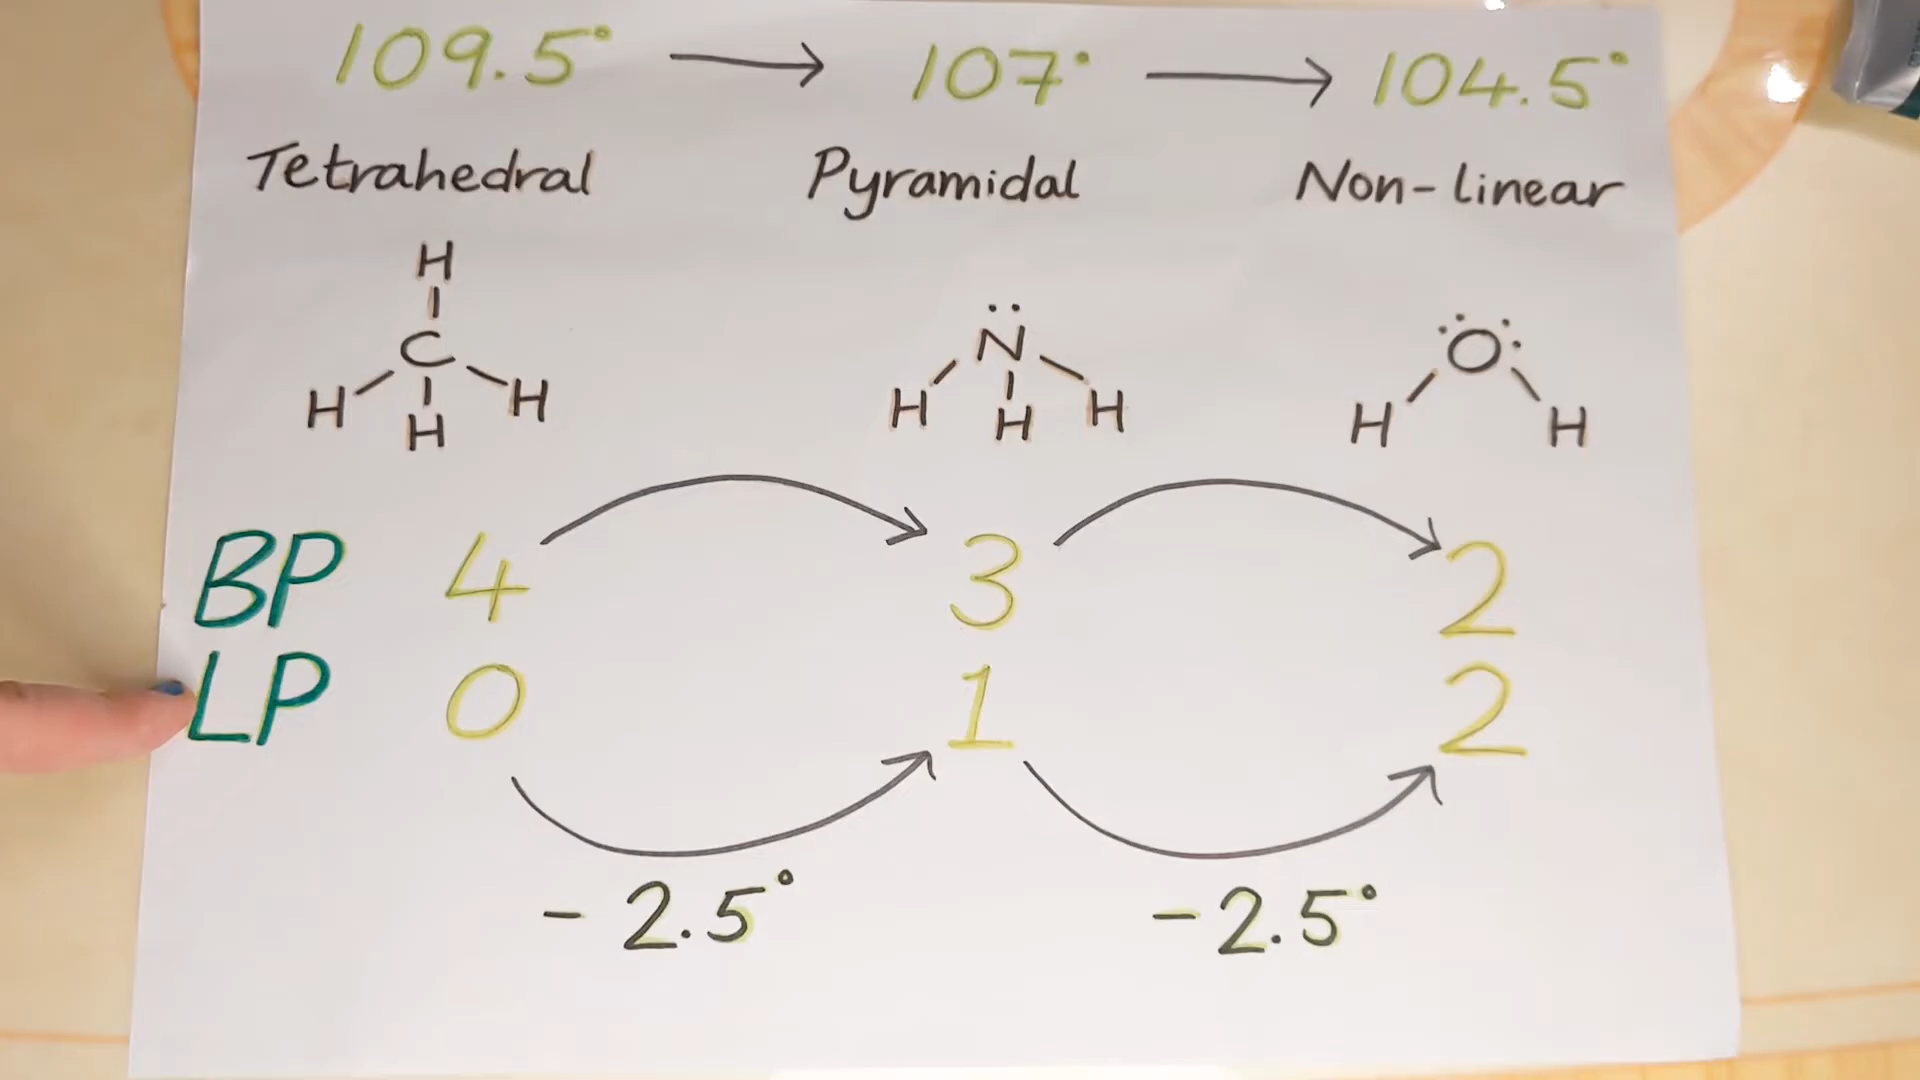 109.5° → 107° → 104.5°
Tetrahedral Pyramidal Non-linear
H
C
H H H
N
H H H
O
H H
BP 4 3 2
LP 0 1 2
- 2.5° - 2.5°